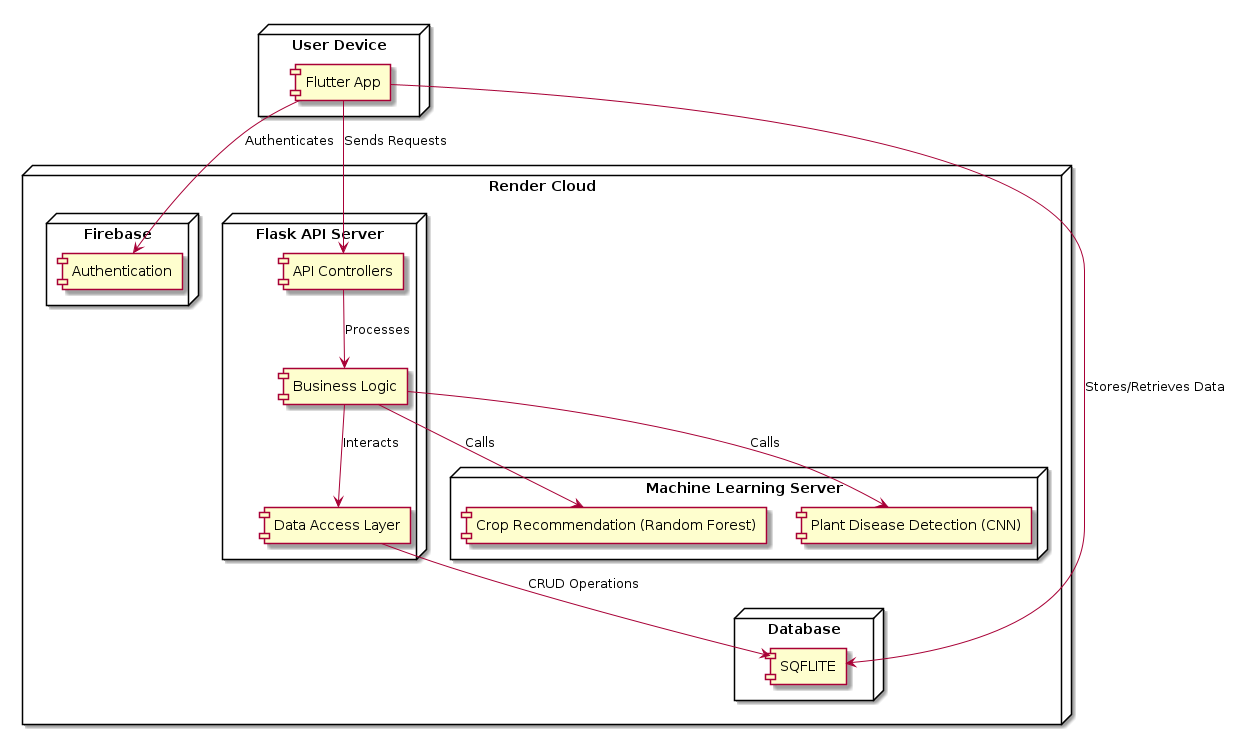 User Device
Flutter App
Authenticates
Sends Requests
Render Cloud
Firebase
Flask API Server
Authentication
API Controllers
Processes
Business Logic
Stores/Retrieves Data
Interacts
Calls
Calls
Machine Learning Server
Data Access Layer
Crop Recommendation (Random Forest)
Plant Disease Detection (CNN)
CRUD Operations
Database
SQFLITE